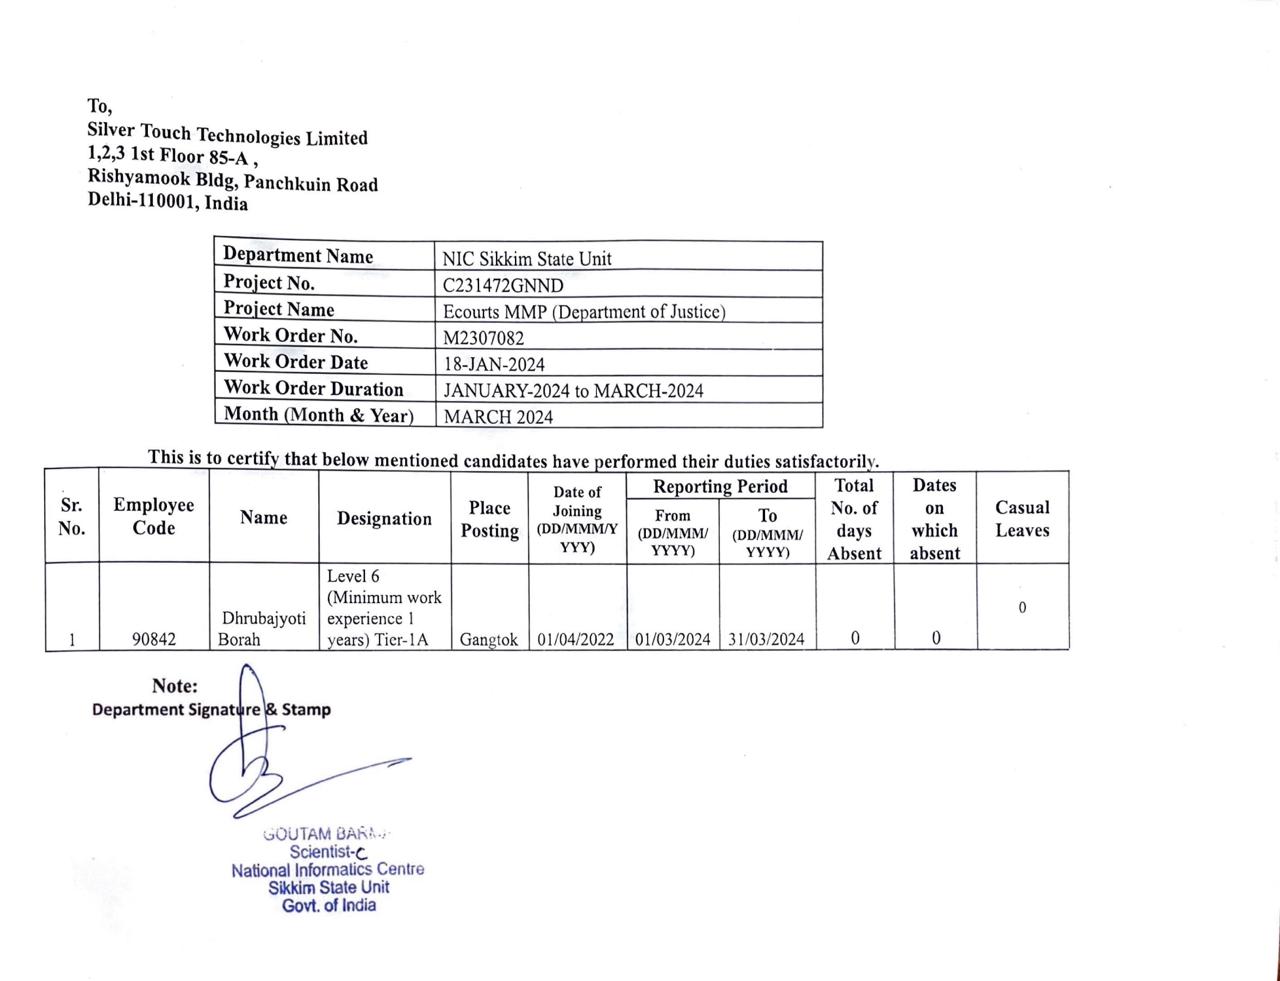 To,
Silver Touch Technologies Limited
1,2,3 1st Floor 85-A ,
Rishyamook Bldg, Panchkuin Road
Delhi-110001, India
Department Name NIC Sikkim State Unit
Project No. C231472GNND
Project Name Ecourts MMP (Department of Justice)
Work Order No. M2307082
Work Order Date 18-JAN-2024
Work Order Duration JANUARY-2024 to MARCH-2024
Month (Month & Year) MARCH 2024
This is to certify that below mentioned candidates have performed their duties satisfactorily.
Sr. No. Employee Code Name Designation Place Posting Date of Joining (DD/MMM/YYYY) Reporting Period From (DD/MMM/YYYY) To (DD/MMM/YYYY) Total No. of days Absent Dates on which absent Casual Leaves
1 90842 Dhrubajyoti Borah Level 6 (Minimum work experience 1 years) Tier-1A Gangtok 01/04/2022 01/03/2024 31/03/2024 0 0 0
Note:
Department Signature & Stamp
GOUTAM
Scientist-C
National Informatics Centre
Sikkim State Unit
Govt. of India